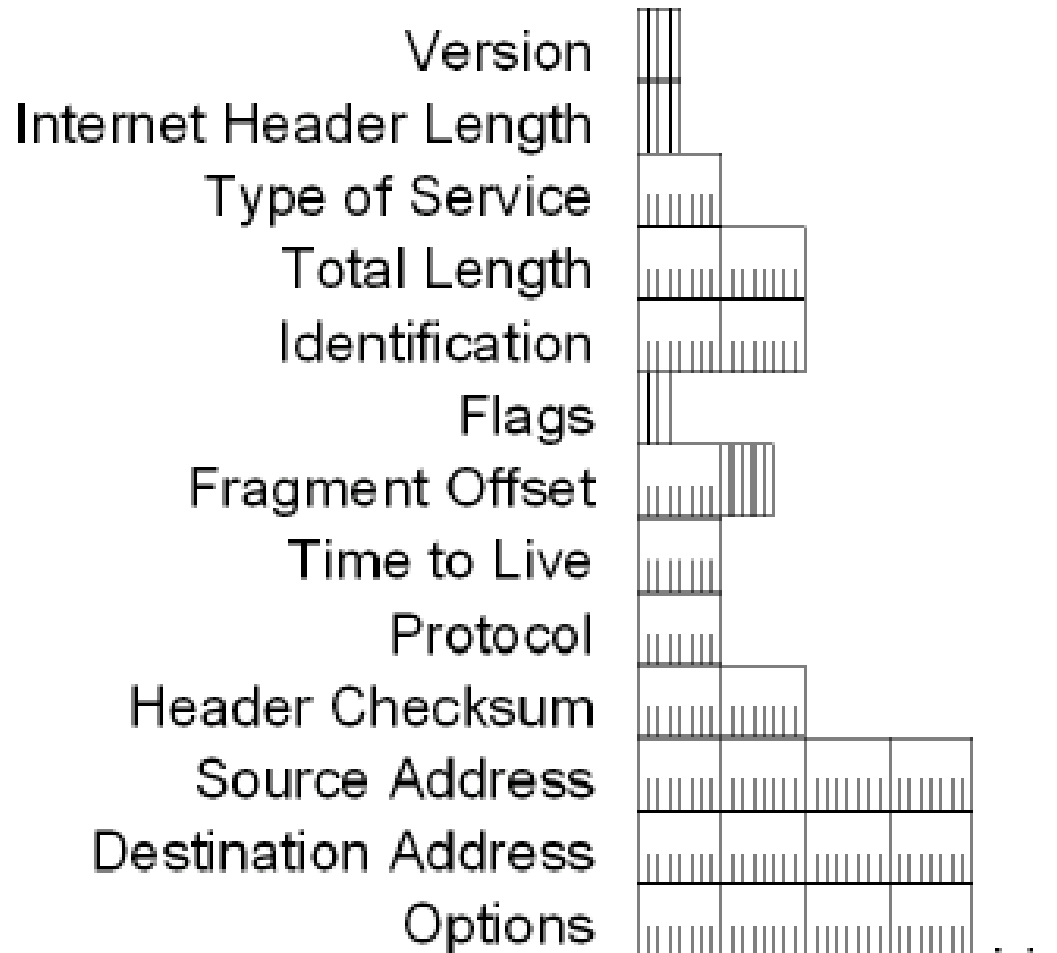 Version
Internet Header Length
Type of Service
Total Length
Identification
Flags
Fragment Offset
Time to Live
Protocol
Header Checksum
Source Address
Destination Address
Options